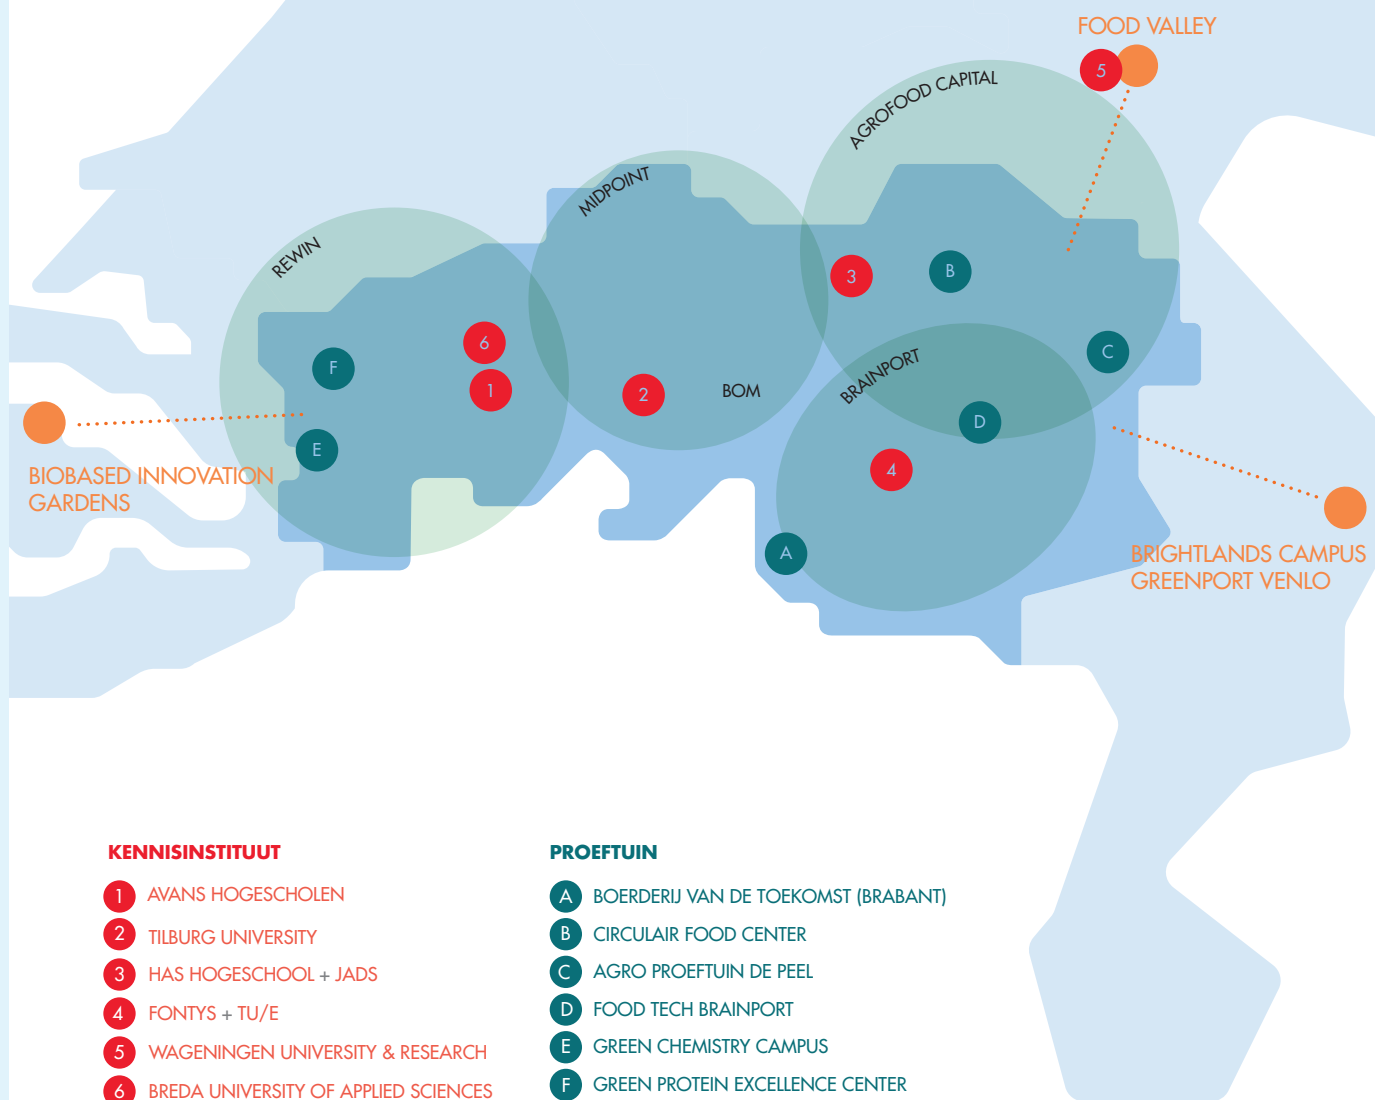 FOOD VALLEY
5
AGROFOOD CAPITAL
MIDPOINT
REWIN
3
B
6
F
1
2
BOM
BRAINPORT
C
D
E
4
BIOBASED INNOVATION
GARDENS
A
BRIGHTLANDS CAMPUS
GREENPORT VENLO
KENNISINSTITUUT
1 AVANS HOGESCHOLEN
2 TILBURG UNIVERSITY
3 HAS HOGESCHOOL + JADS
4 FONTYS + TU/E
5 WAGENINGEN UNIVERSITY & RESEARCH
6 BREDA UNIVERSITY OF APPLIED SCIENCES
PROEFTUIN
A BOERDERIJ VAN DE TOEKOMST (BRABANT)
B CIRCULAIR FOOD CENTER
C AGRO PROEFTUIN DE PEEL
D FOOD TECH BRAINPORT
E GREEN CHEMISTRY CAMPUS
F GREEN PROTEIN EXCELLENCE CENTER